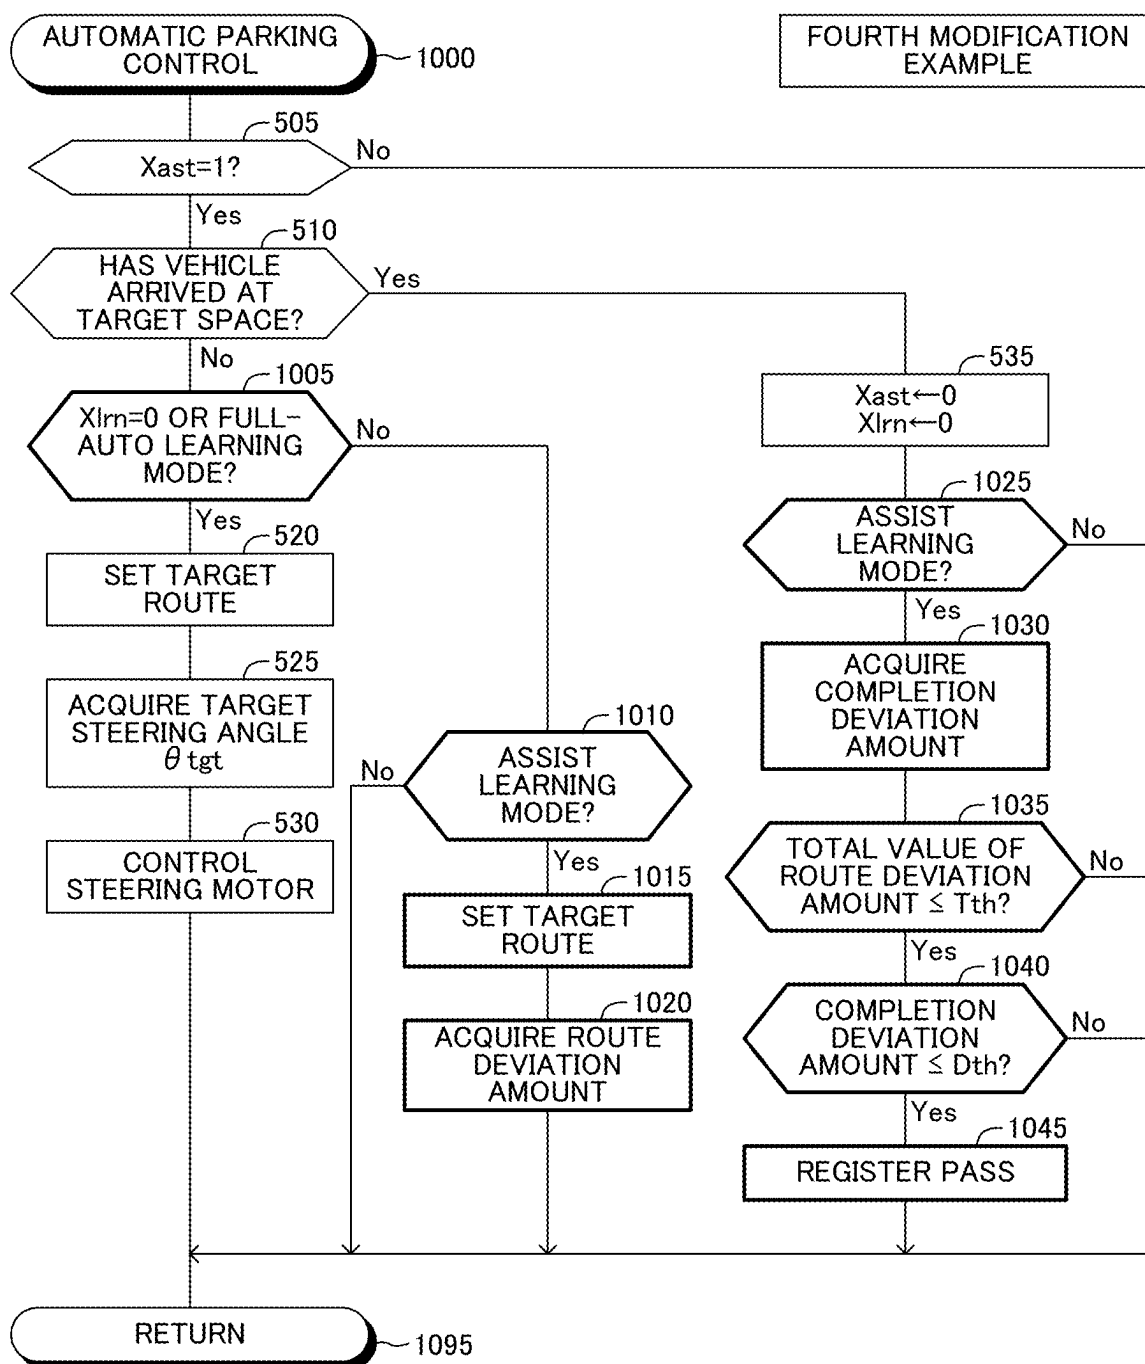 AUTOMATIC PARKING
CONTROL
1000
FOURTH MODIFICATION
EXAMPLE
505
Xast=1?
No
Yes
510
HAS VEHICLE
ARRIVED AT
TARGET SPACE?
Yes
No
1005
Xlrn=0 OR FULL-
AUTO LEARNING
MODE?
No
Yes
520
SET TARGET
ROUTE
525
ACQUIRE TARGET
STEERING ANGLE
θtgt
530
CONTROL
STEERING MOTOR
1010
ASSIST
LEARNING
MODE?
No
Yes
1015
SET TARGET
ROUTE
1020
ACQUIRE ROUTE
DEVIATION
AMOUNT
535
Xast←0
Xlrn←0
1025
ASSIST
LEARNING
MODE?
No
Yes
1030
ACQUIRE
COMPLETION
DEVIATION
AMOUNT
1035
TOTAL VALUE OF
ROUTE DEVIATION
AMOUNT ≦ Tth?
No
Yes
1040
COMPLETION
DEVIATION
AMOUNT ≦ Dth?
No
Yes
1045
REGISTER PASS
RETURN
1095